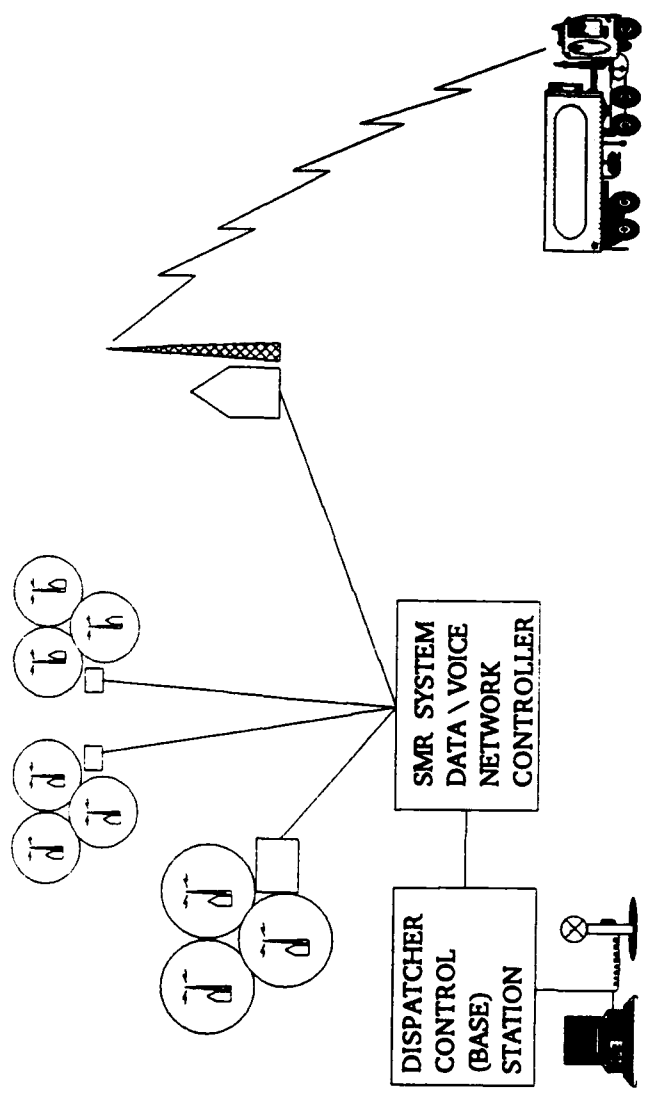 SMR SYSTEM
DATA \ VOICE
NETWORK
CONTROLLER
DISPATCHER
CONTROL
(BASE)
STATION